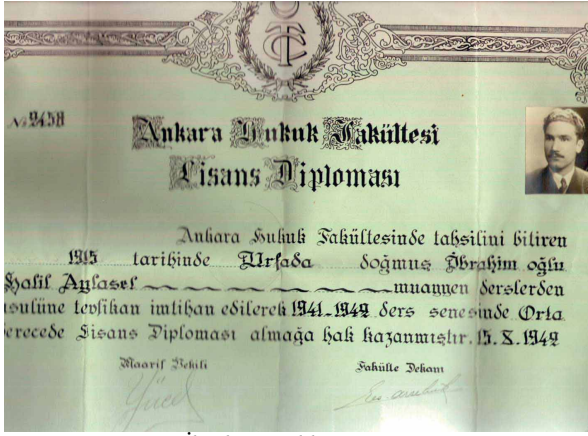 TC
No 2458
Ankara Hukuk Fakültesi
Lisans Diploması
Ankara Hukuk Fakültesinde tahsilini bitiren
1915 tarihinde Urfada doğmuş İbrahim oğlu
Halil Aylasef muayyen derslerden
usulüne tevfikan imtihan edilerek 1941-1942 ders senesinde Orta
derecede Lisans Diploması almağa hak kazanmıştır. 15.X.1942
Maarif Vekili Fakülte Dekanı
Yücel